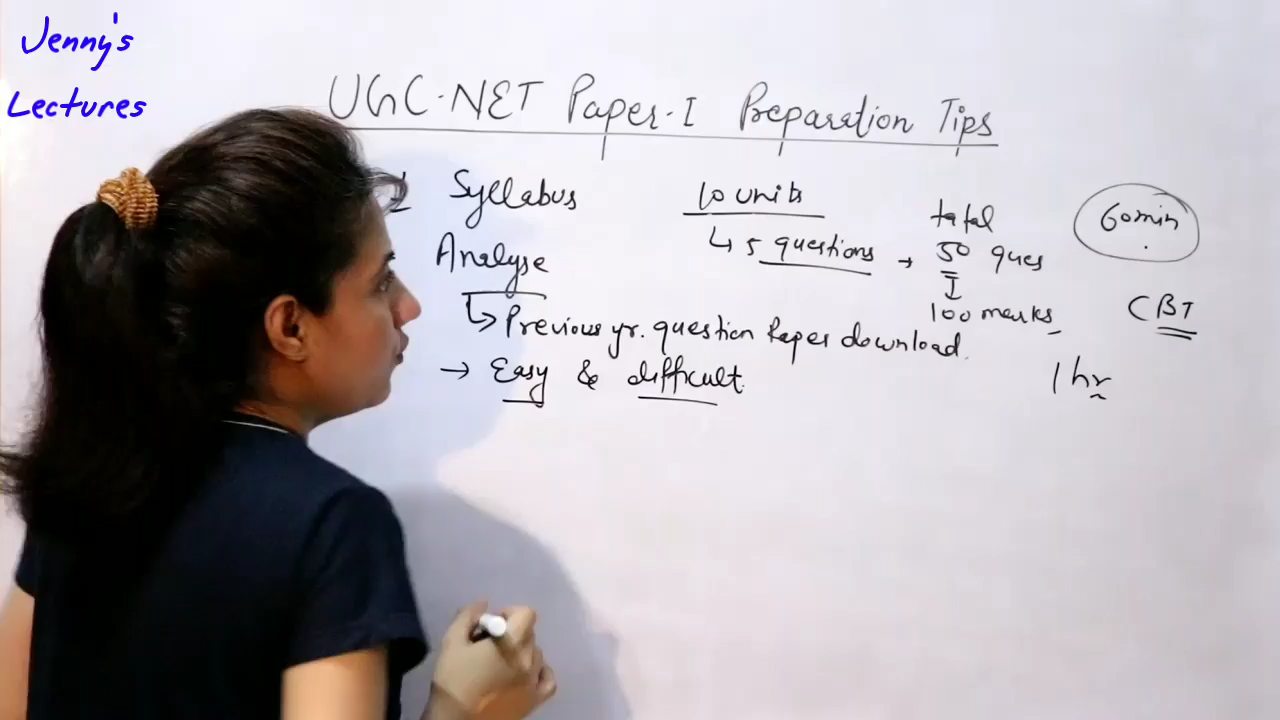 Jenny's
Lectures
UGC-NET Paper-I Preparation Tips
Syllabus
10 units
total
60min
Analyse
↳ 5 questions → 50 ques
100 marks
CBT
↳ Previous yr. question Paper download.
→ Easy & difficult.
1 hr